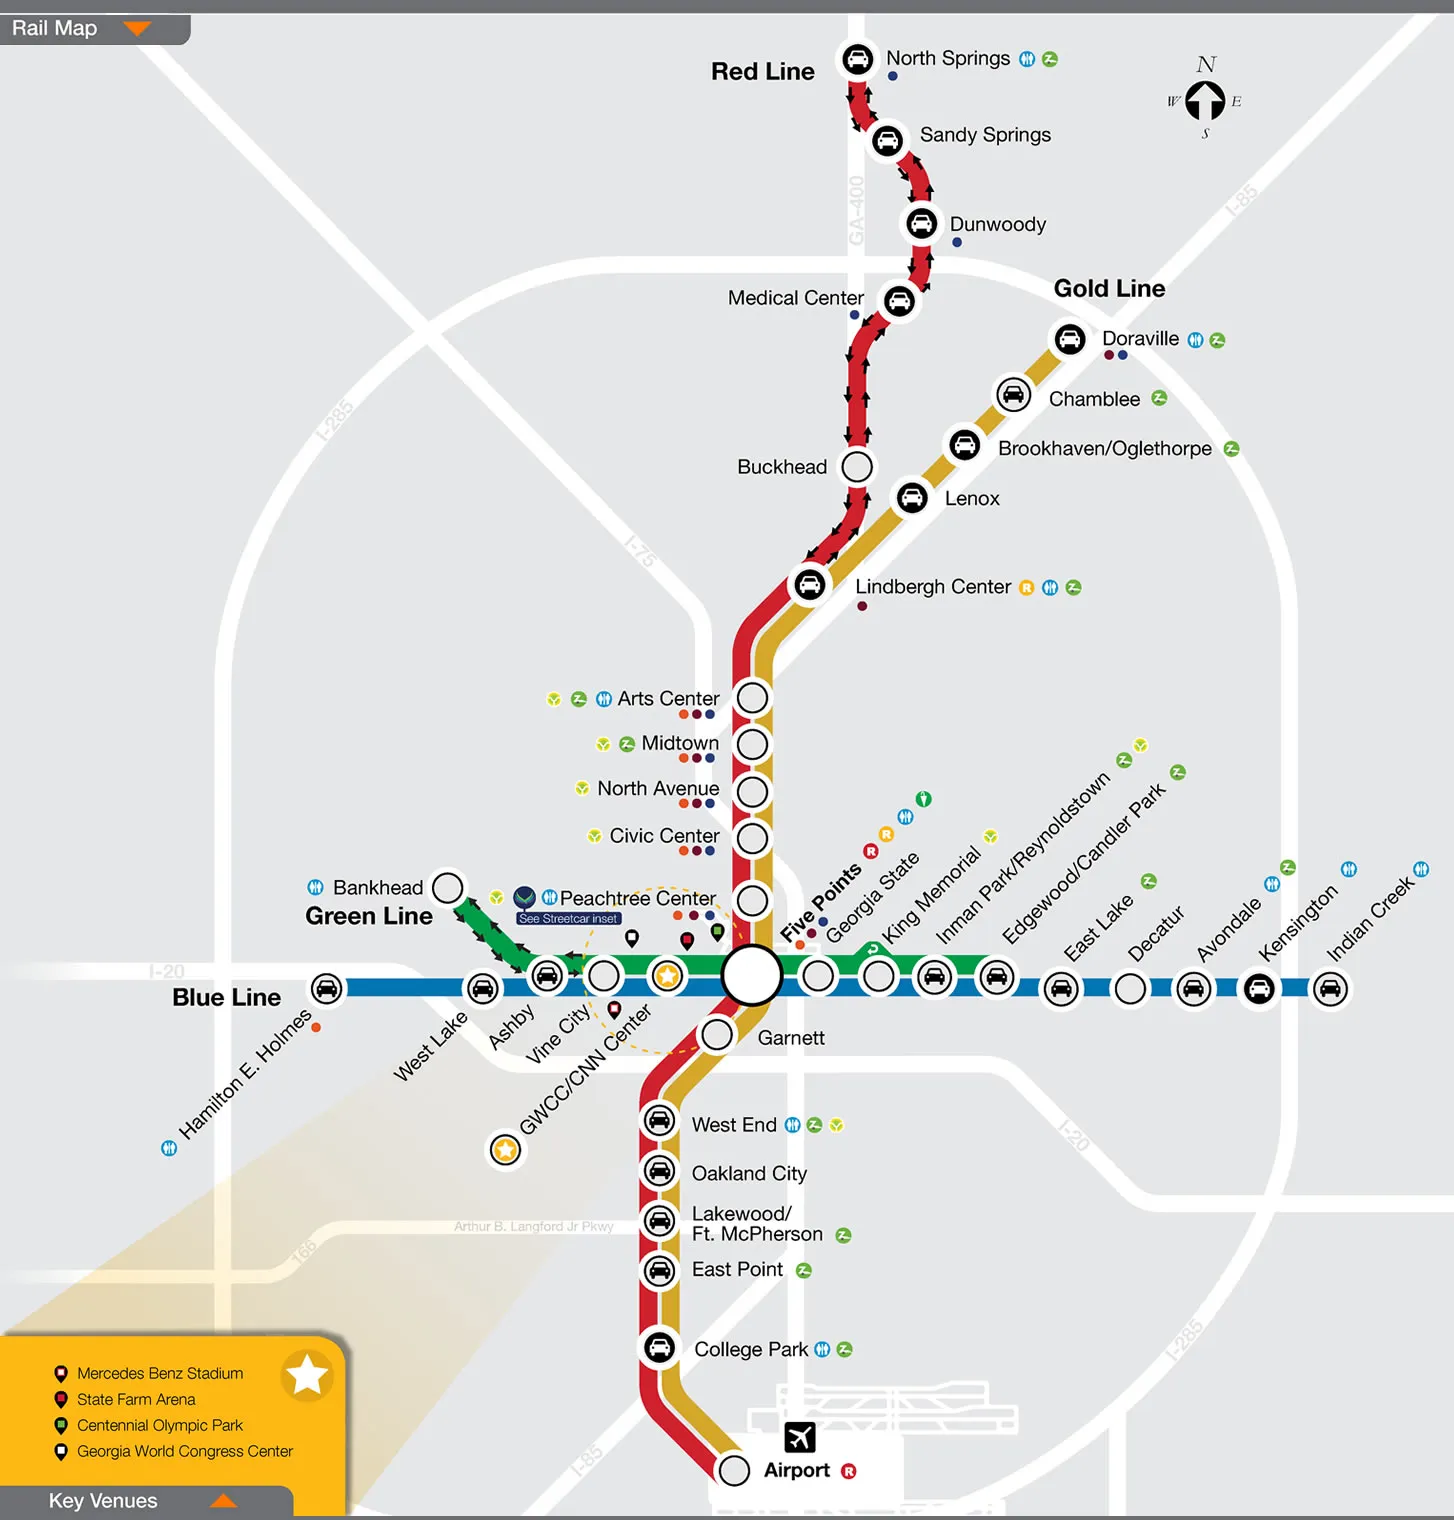 Rail Map
Red Line
North Springs
N
W
E
S
Sandy Springs
GA-400
I-85
Dunwoody
Medical Center
Gold Line
Doraville
Chamblee
I-285
Buckhead
Brookhaven/Oglethorpe
Lenox
I-75
Lindbergh Center
R
Arts Center
Midtown
North Avenue
Civic Center
Bankhead
Green Line
Peachtree Center
See Streetcar inset
Five Points
R
R
Georgia State
King Memorial
Inman Park/Reynoldstown
Edgewood/Candler Park
East Lake
Decatur
Avondale
Kensington
Indian Creek
I-20
Blue Line
Hamilton E. Holmes
West Lake
Ashby
Vine City
GWCC/CNN Center
Garnett
West End
I-20
Oakland City
Lakewood/
Ft. McPherson
Arthur B. Langford Jr Pkwy
166
East Point
College Park
I-285
Mercedes Benz Stadium
State Farm Arena
Centennial Olympic Park
Georgia World Congress Center
I-85
Airport
R
Key Venues